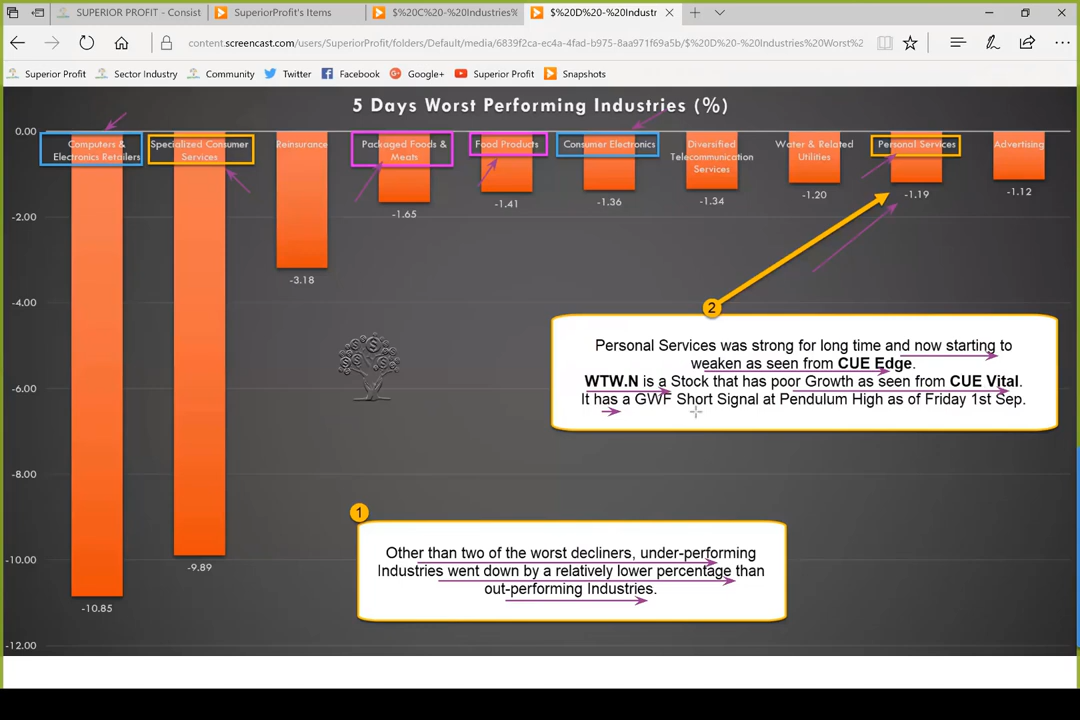 SUPERIOR PROFIT - Consist
SuperiorProfit's Items
$%20C%20-%20Industries%
$%20D%20-%20Industr
content.screencast.com/users/SuperiorProfit/folders/Default/media/6839f2ca-ec4a-4fad-b975-8aa971f69a5b/$%20D%20-%20Industries%20Worst%2
Superior Profit
Sector Industry
Community
Twitter
Facebook
Google+
Superior Profit
Snapshots
5 Days Worst Performing Industries (%)
0.00
-2.00
-4.00
-6.00
-8.00
-10.00
-12.00
Computers &
Electronics Retailers
Specialized Consumer
Services
Reinsurance
Packaged Foods &
Meats
Food Products
Consumer Electronics
Diversified
Telecommunication
Services
Water & Related
Utilities
Personal Services
Advertising
-10.85
-9.89
-3.18
-1.65
-1.41
-1.36
-1.34
-1.20
-1.19
-1.12
2
Personal Services was strong for long time and now starting to
weaken as seen from CUE Edge.
WTW.N is a Stock that has poor Growth as seen from CUE Vital.
It has a GWF Short Signal at Pendulum High as of Friday 1st Sep.
1
Other than two of the worst decliners, under-performing
Industries went down by a relatively lower percentage than
out-performing Industries.